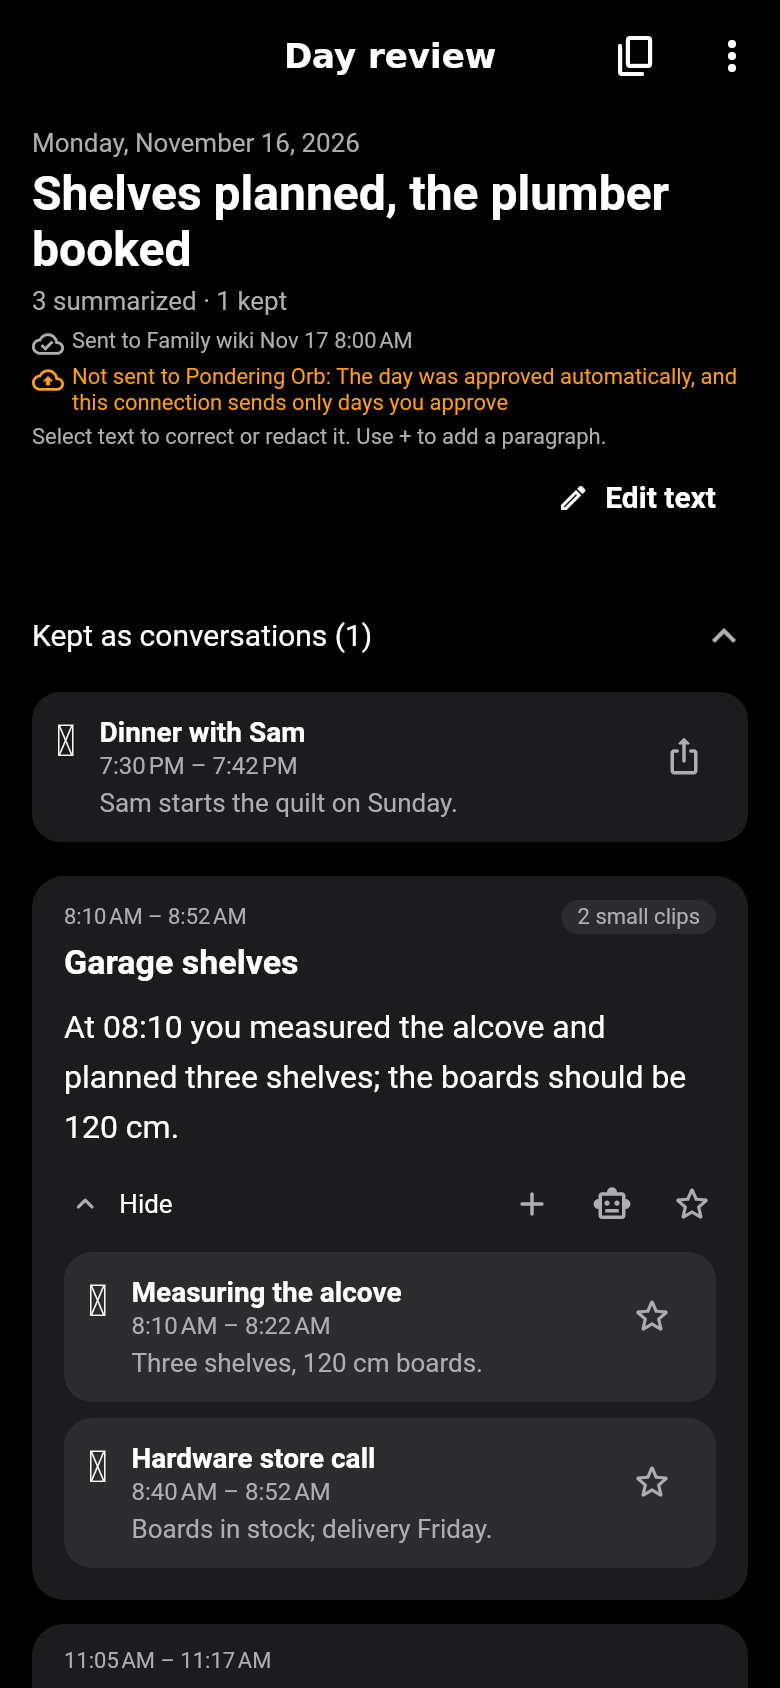 Day review
Monday, November 16, 2026
Shelves planned, the plumber
booked
3 summarized · 1 kept
Sent to Family wiki Nov 17 8:00 AM
Not sent to Pondering Orb: The day was approved automatically, and
this connection sends only days you approve
Select text to correct or redact it. Use + to add a paragraph.
Edit text
Kept as conversations (1)
Dinner with Sam
7:30 PM – 7:42 PM
Sam starts the quilt on Sunday.
8:10 AM – 8:52 AM
2 small clips
Garage shelves
At 08:10 you measured the alcove and
planned three shelves; the boards should be
120 cm.
Hide
Measuring the alcove
8:10 AM – 8:22 AM
Three shelves, 120 cm boards.
Hardware store call
8:40 AM – 8:52 AM
Boards in stock; delivery Friday.
11:05 AM – 11:17 AM